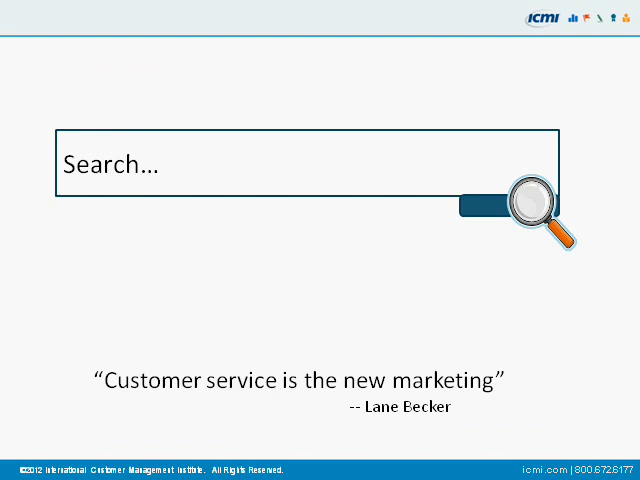 ICMI
Search...
“Customer service is the new marketing”
-- Lane Becker
©2012 International Customer Management Institute. All Rights Reserved.
icmi.com | 800.672.6177